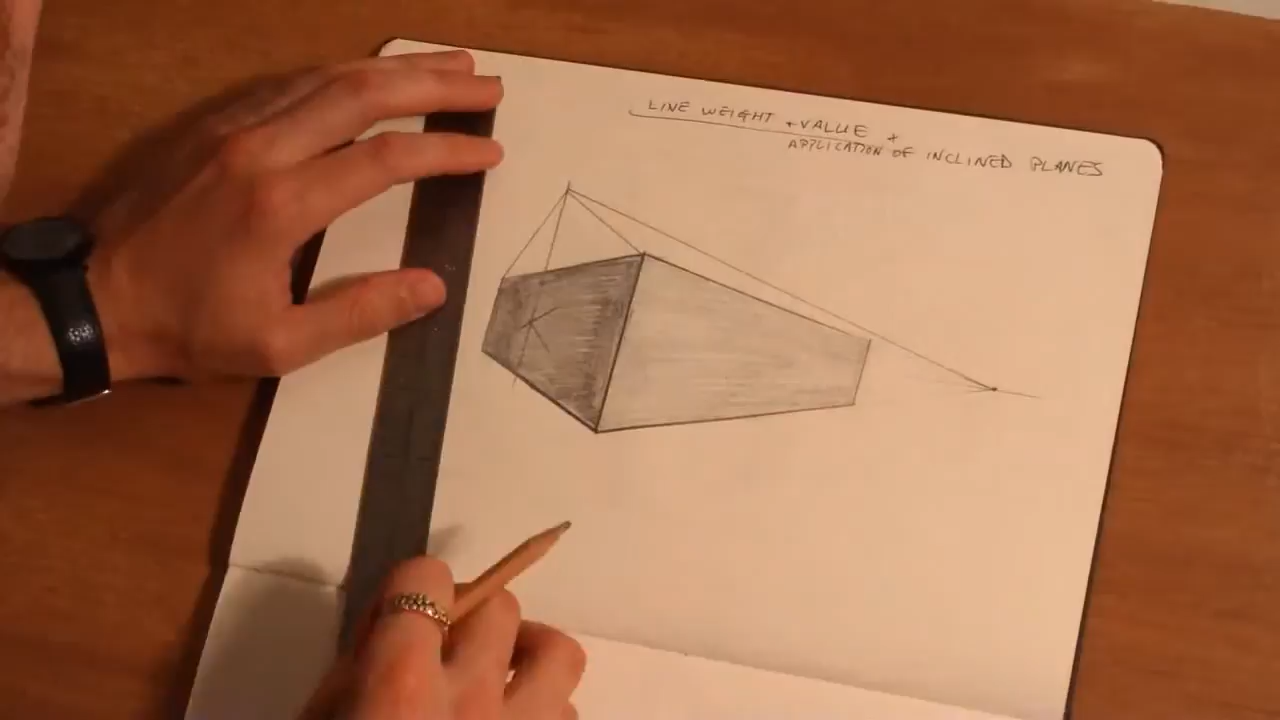 LINE WEIGHT + VALUE +
APPLICATION OF INCLINED PLANES